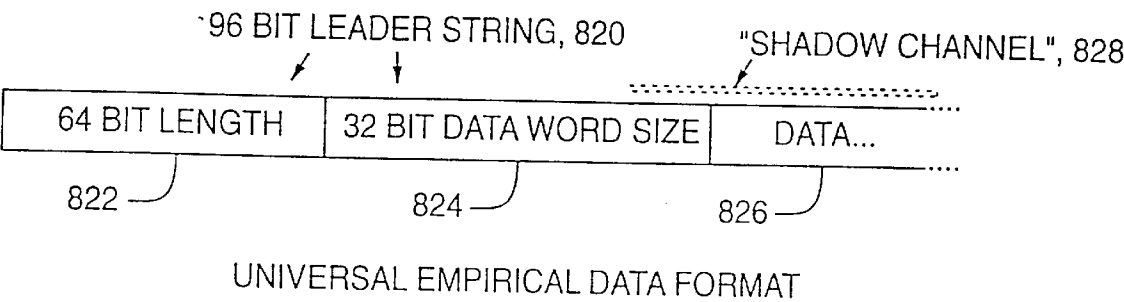 96 BIT LEADER STRING, 820
"SHADOW CHANNEL", 828
64 BIT LENGTH
32 BIT DATA WORD SIZE
DATA...
822
824
826
UNIVERSAL EMPIRICAL DATA FORMAT